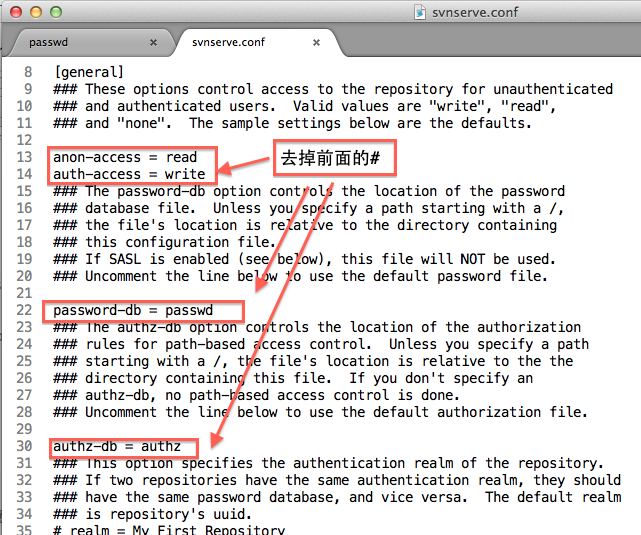 svnserve.conf
passwd × svnserve.conf ×
8 [general]
9 ### These options control access to the repository for unauthenticated
10 ### and authenticated users.  Valid values are "write", "read",
11 ### and "none".  The sample settings below are the defaults.
12
13 anon-access = read
去掉前面的#
14 auth-access = write
15 ### The password-db option controls the location of the password
16 ### database file.  Unless you specify a path starting with a /,
17 ### the file's location is relative to the directory containing
18 ### this configuration file.
19 ### If SASL is enabled (see below), this file will NOT be used.
20 ### Uncomment the line below to use the default password file.
21
22 password-db = passwd
23 ### The authz-db option controls the location of the authorization
24 ### rules for path-based access control.  Unless you specify a path
25 ### starting with a /, the file's location is relative to the the
26 ### directory containing this file.  If you don't specify an
27 ### authz-db, no path-based access control is done.
28 ### Uncomment the line below to use the default authorization file.
29
30 authz-db = authz
31 ### This option specifies the authentication realm of the repository.
32 ### If two repositories have the same authentication realm, they should
33 ### have the same password database, and vice versa.  The default realm
34 ### is repository's uuid.
35 # realm = My First Repository